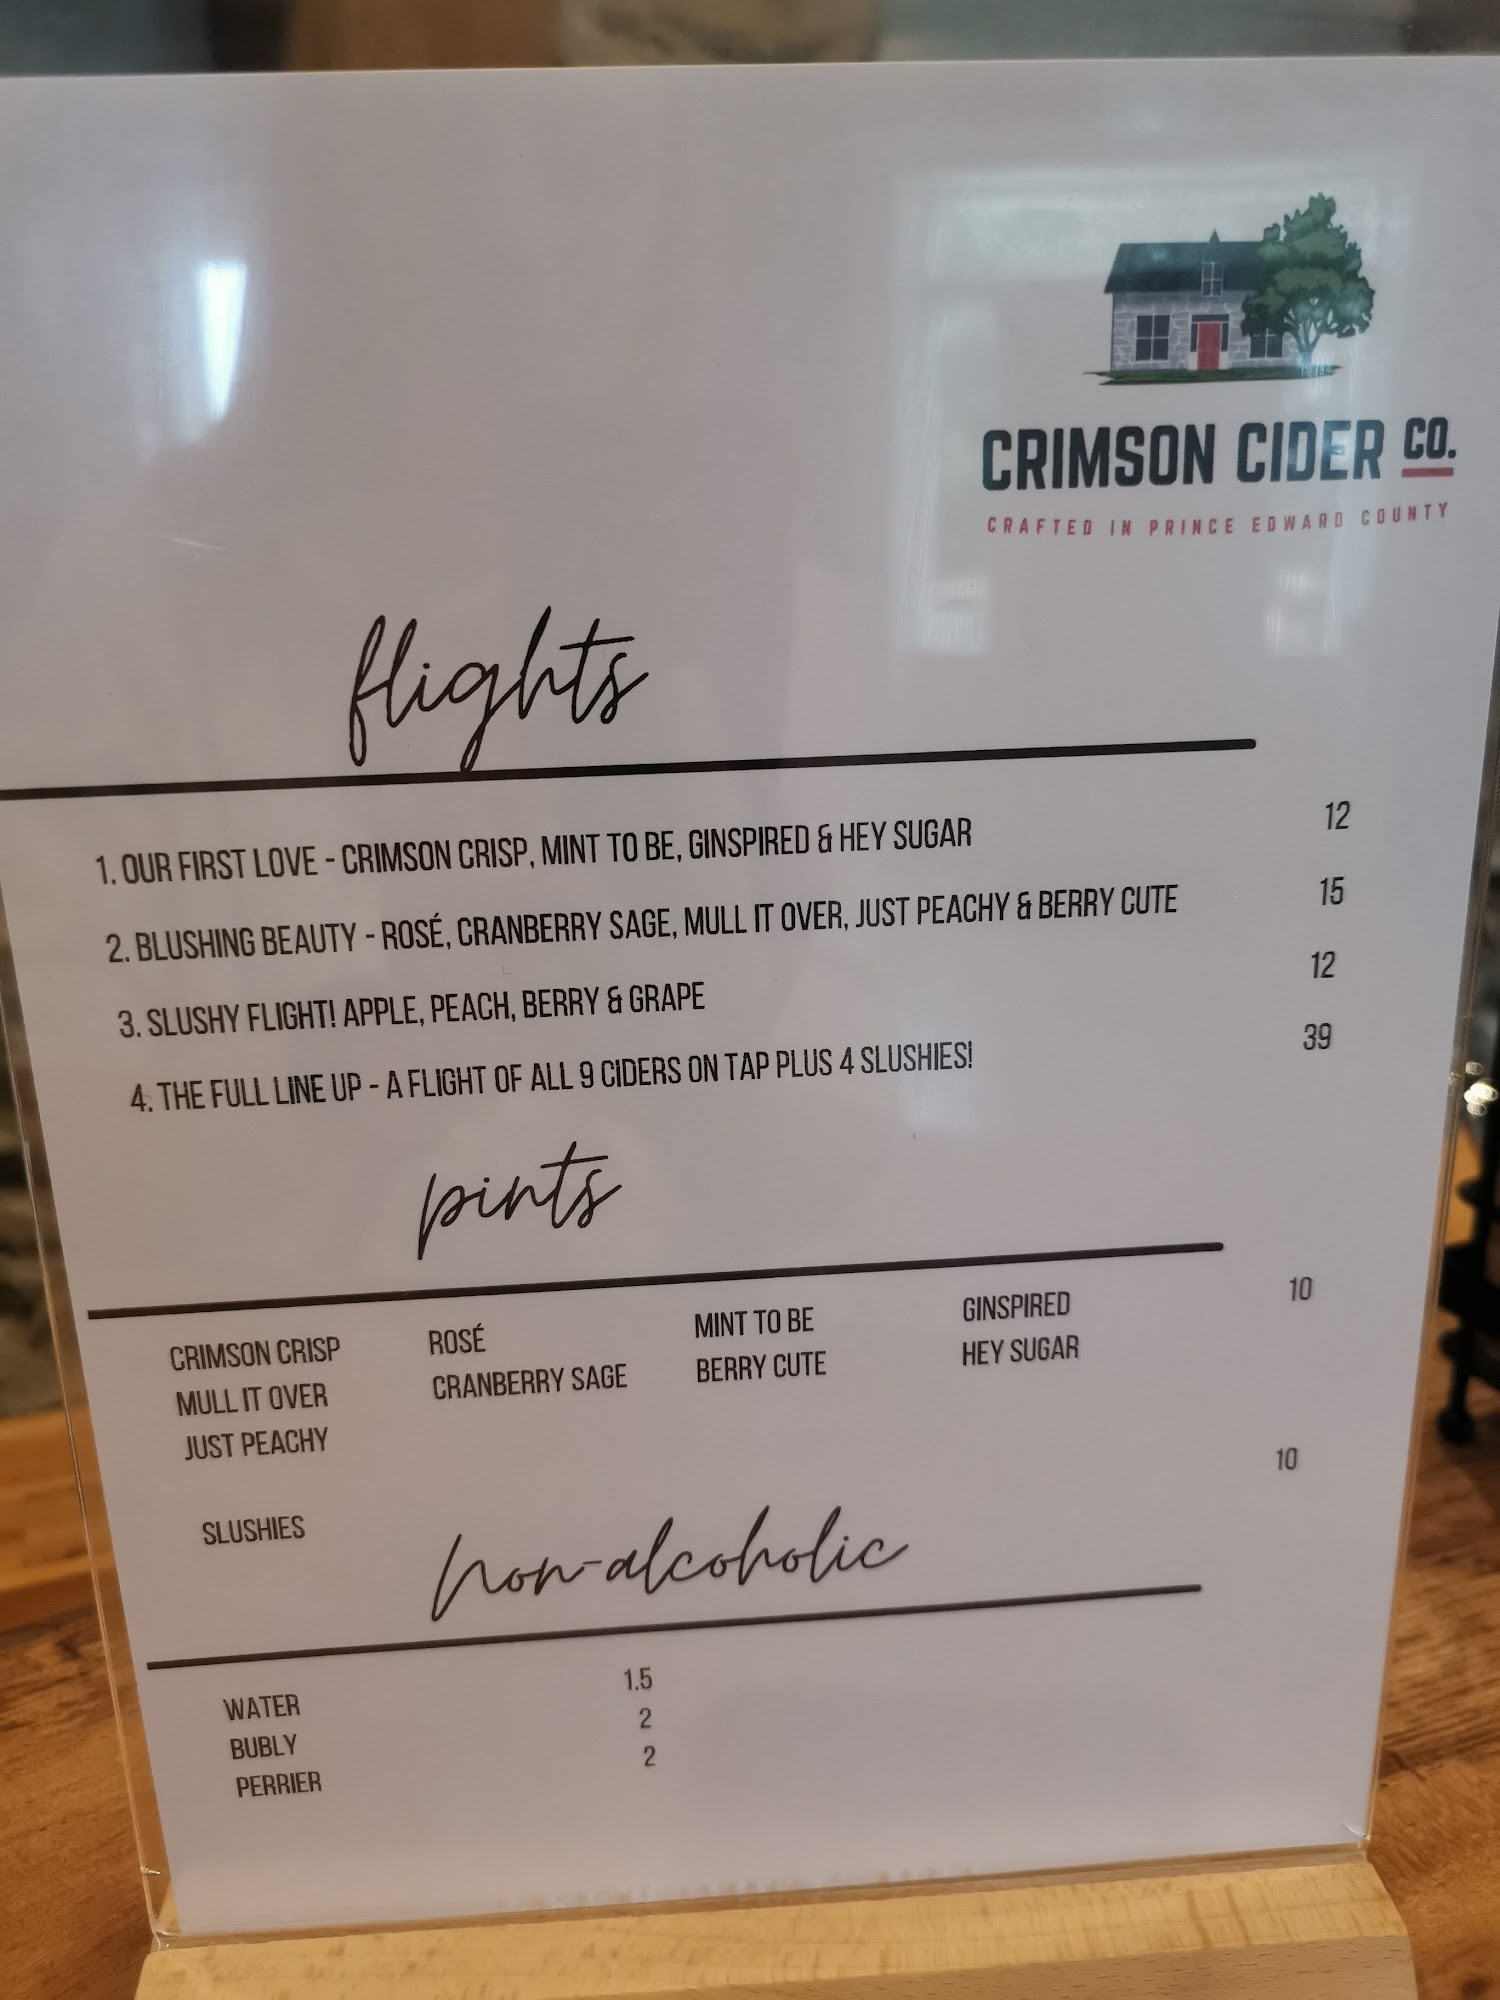 CRIMSON CIDER CO.
CRAFTED IN PRINCE EDWARD COUNTY
flights
1. OUR FIRST LOVE - CRIMSON CRISP, MINT TO BE, GINSPIRED & HEY SUGAR 12
2. BLUSHING BEAUTY - ROSÉ, CRANBERRY SAGE, MULL IT OVER, JUST PEACHY & BERRY CUTE 15
3. SLUSHY FLIGHT! APPLE, PEACH, BERRY & GRAPE 12
4. THE FULL LINE UP - A FLIGHT OF ALL 9 CIDERS ON TAP PLUS 4 SLUSHIES! 39
pints
CRIMSON CRISP ROSÉ MINT TO BE GINSPIRED 10
MULL IT OVER CRANBERRY SAGE BERRY CUTE HEY SUGAR
JUST PEACHY
SLUSHIES 10
non-alcoholic
WATER 1.5
BUBLY 2
PERRIER 2